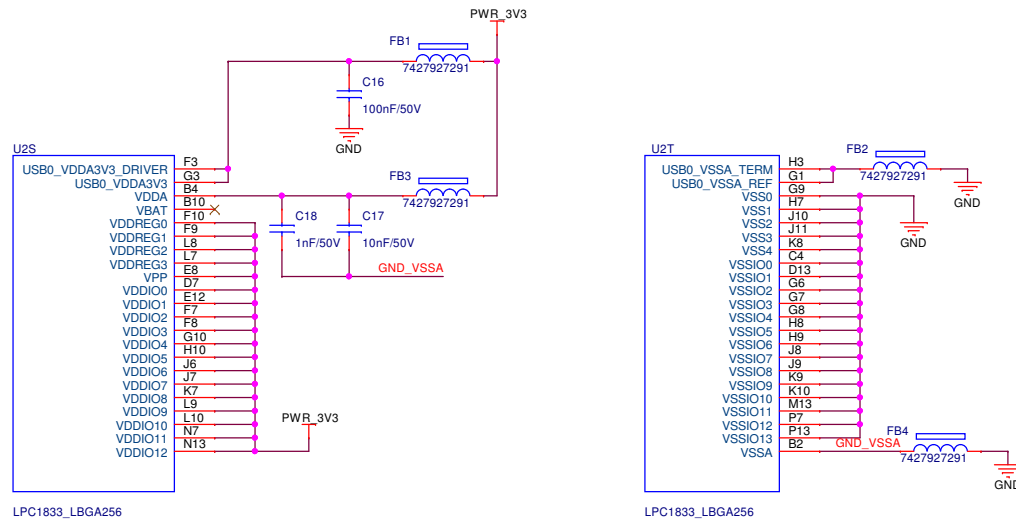 PWR_3V3
FB1
7427927291
C16
100nF/50V
GND
U2S
USB0_VDDA3V3_DRIVER F3
USB0_VDDA3V3 G3
VDDA B4
VBAT B10
VDDREG0 F10
VDDREG1 F9
VDDREG2 L8
VDDREG3 L7
VPP E8
VDDIO0 D7
VDDIO1 E12
VDDIO2 F7
VDDIO3 F8
VDDIO4 G10
VDDIO5 H10
VDDIO6 J6
VDDIO7 J7
VDDIO8 K7
VDDIO9 L9
VDDIO10 L10
VDDIO11 N7
VDDIO12 N13
FB3
7427927291
C18
1nF/50V
C17
10nF/50V
GND_VSSA
PWR_3V3
LPC1833_LBGA256
U2T
USB0_VSSA_TERM H3
USB0_VSSA_REF G1
VSS0 G9
VSS1 H7
VSS2 J10
VSS3 J11
VSS4 K8
VSSIO0 C4
VSSIO1 D13
VSSIO2 G6
VSSIO3 G7
VSSIO4 G8
VSSIO5 H8
VSSIO6 H9
VSSIO7 J8
VSSIO8 J9
VSSIO9 K9
VSSIO10 K10
VSSIO11 M13
VSSIO12 P7
VSSIO13 P13
VSSA B2
FB2
7427927291
GND
GND
GND_VSSA
FB4
7427927291
GND
LPC1833_LBGA256